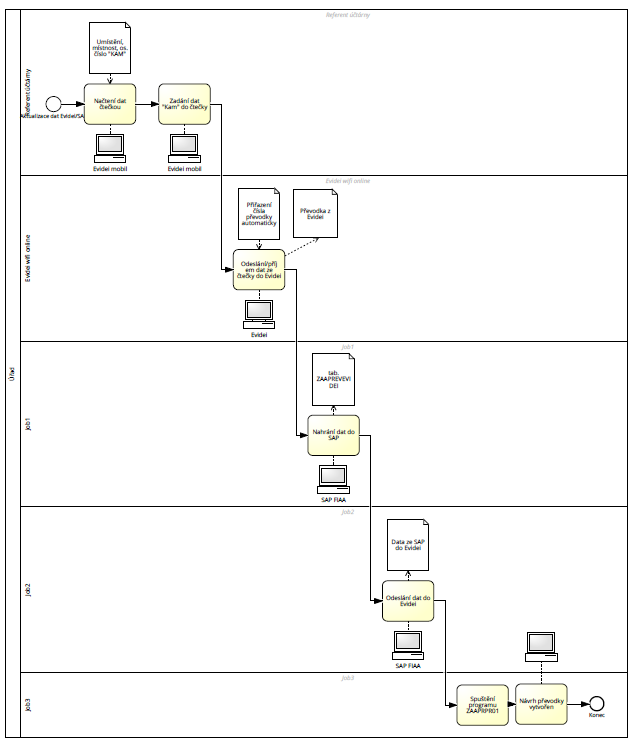 Referent účtárny
Úřad
Referent účtárny
Umístění,
místnost, os.
číslo "KAM"
Aktualizace dat Evidei/SA
Načtení dat
čtečkou
Zadání dat
"Kam" do čtečky
Evidei mobil
Evidei mobil
Evidei wifi online
Evidei wifi online
Přiřazení
čísla
převodky
automaticky
Převodka z
Evidei
Odeslání/příj
em dat ze
čtečky do Evidei
Evidei
Job1
Job1
tab.
ZAAPREVEVI
DEI
Nahrání dat do
SAP
SAP FIAA
Job2
Job2
Data ze SAP
do Evidei
Odeslání dat do
Evidei
SAP FIAA
Job3
Job3
Spuštění
programu
ZAAPRPR01
Návrh převodky
vytvořen
Konec